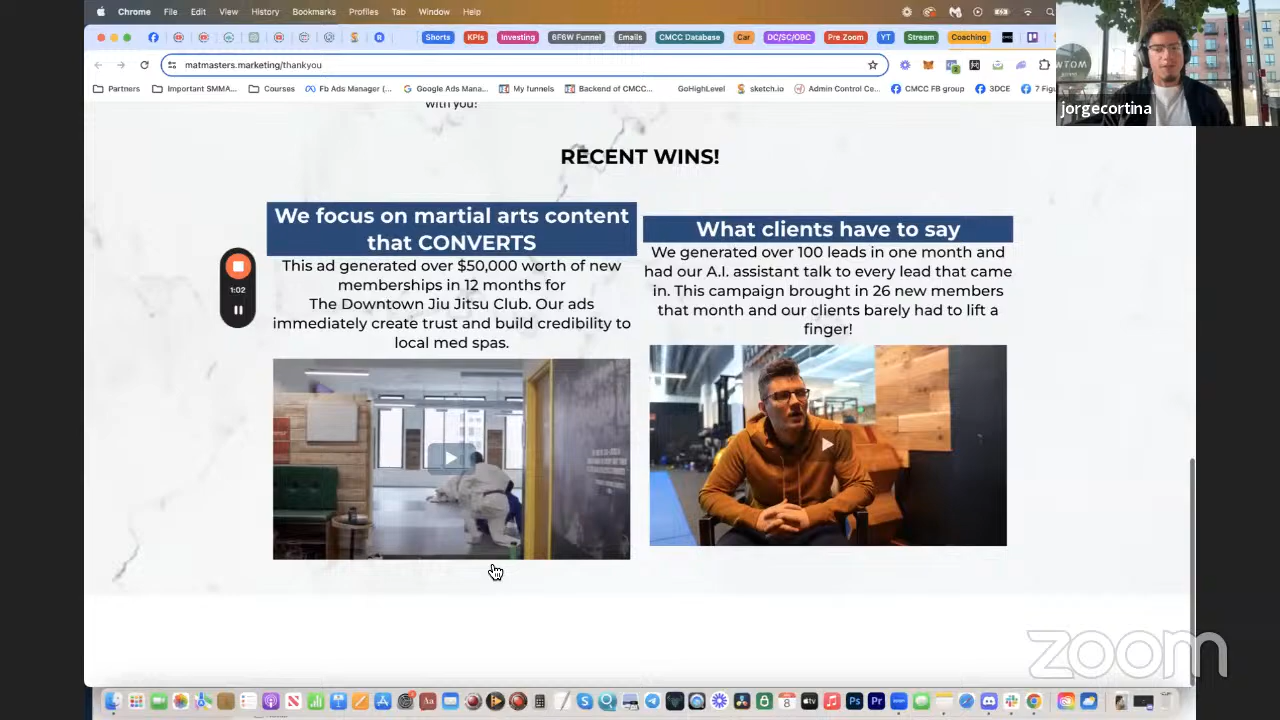 Chrome File Edit View History Bookmarks Profiles Tab Window Help
Shorts KPIs Investing 6F6W Funnel Emails CMCC Database Car DC/SC/OBC Pre Zoom YT Stream Coaching
matmasters.marketing/thankyou
Partners Important SMMA... Courses Fb Ads Manager (... Google Ads Mana... My funnels Backend of CMCC... GoHighLevel sketch.io Admin Control Ce... CMCC FB group 3DCE 7 Figu
jorgecortina
with you!
RECENT WINS!
We focus on martial arts content
that CONVERTS
This ad generated over $50,000 worth of new
memberships in 12 months for
The Downtown Jiu Jitsu Club. Our ads
immediately create trust and build credibility to
local med spas.
What clients have to say
We generated over 100 leads in one month and
had our A.I. assistant talk to every lead that came
in. This campaign brought in 26 new members
that month and our clients barely had to lift a
finger!
1:02
zoom